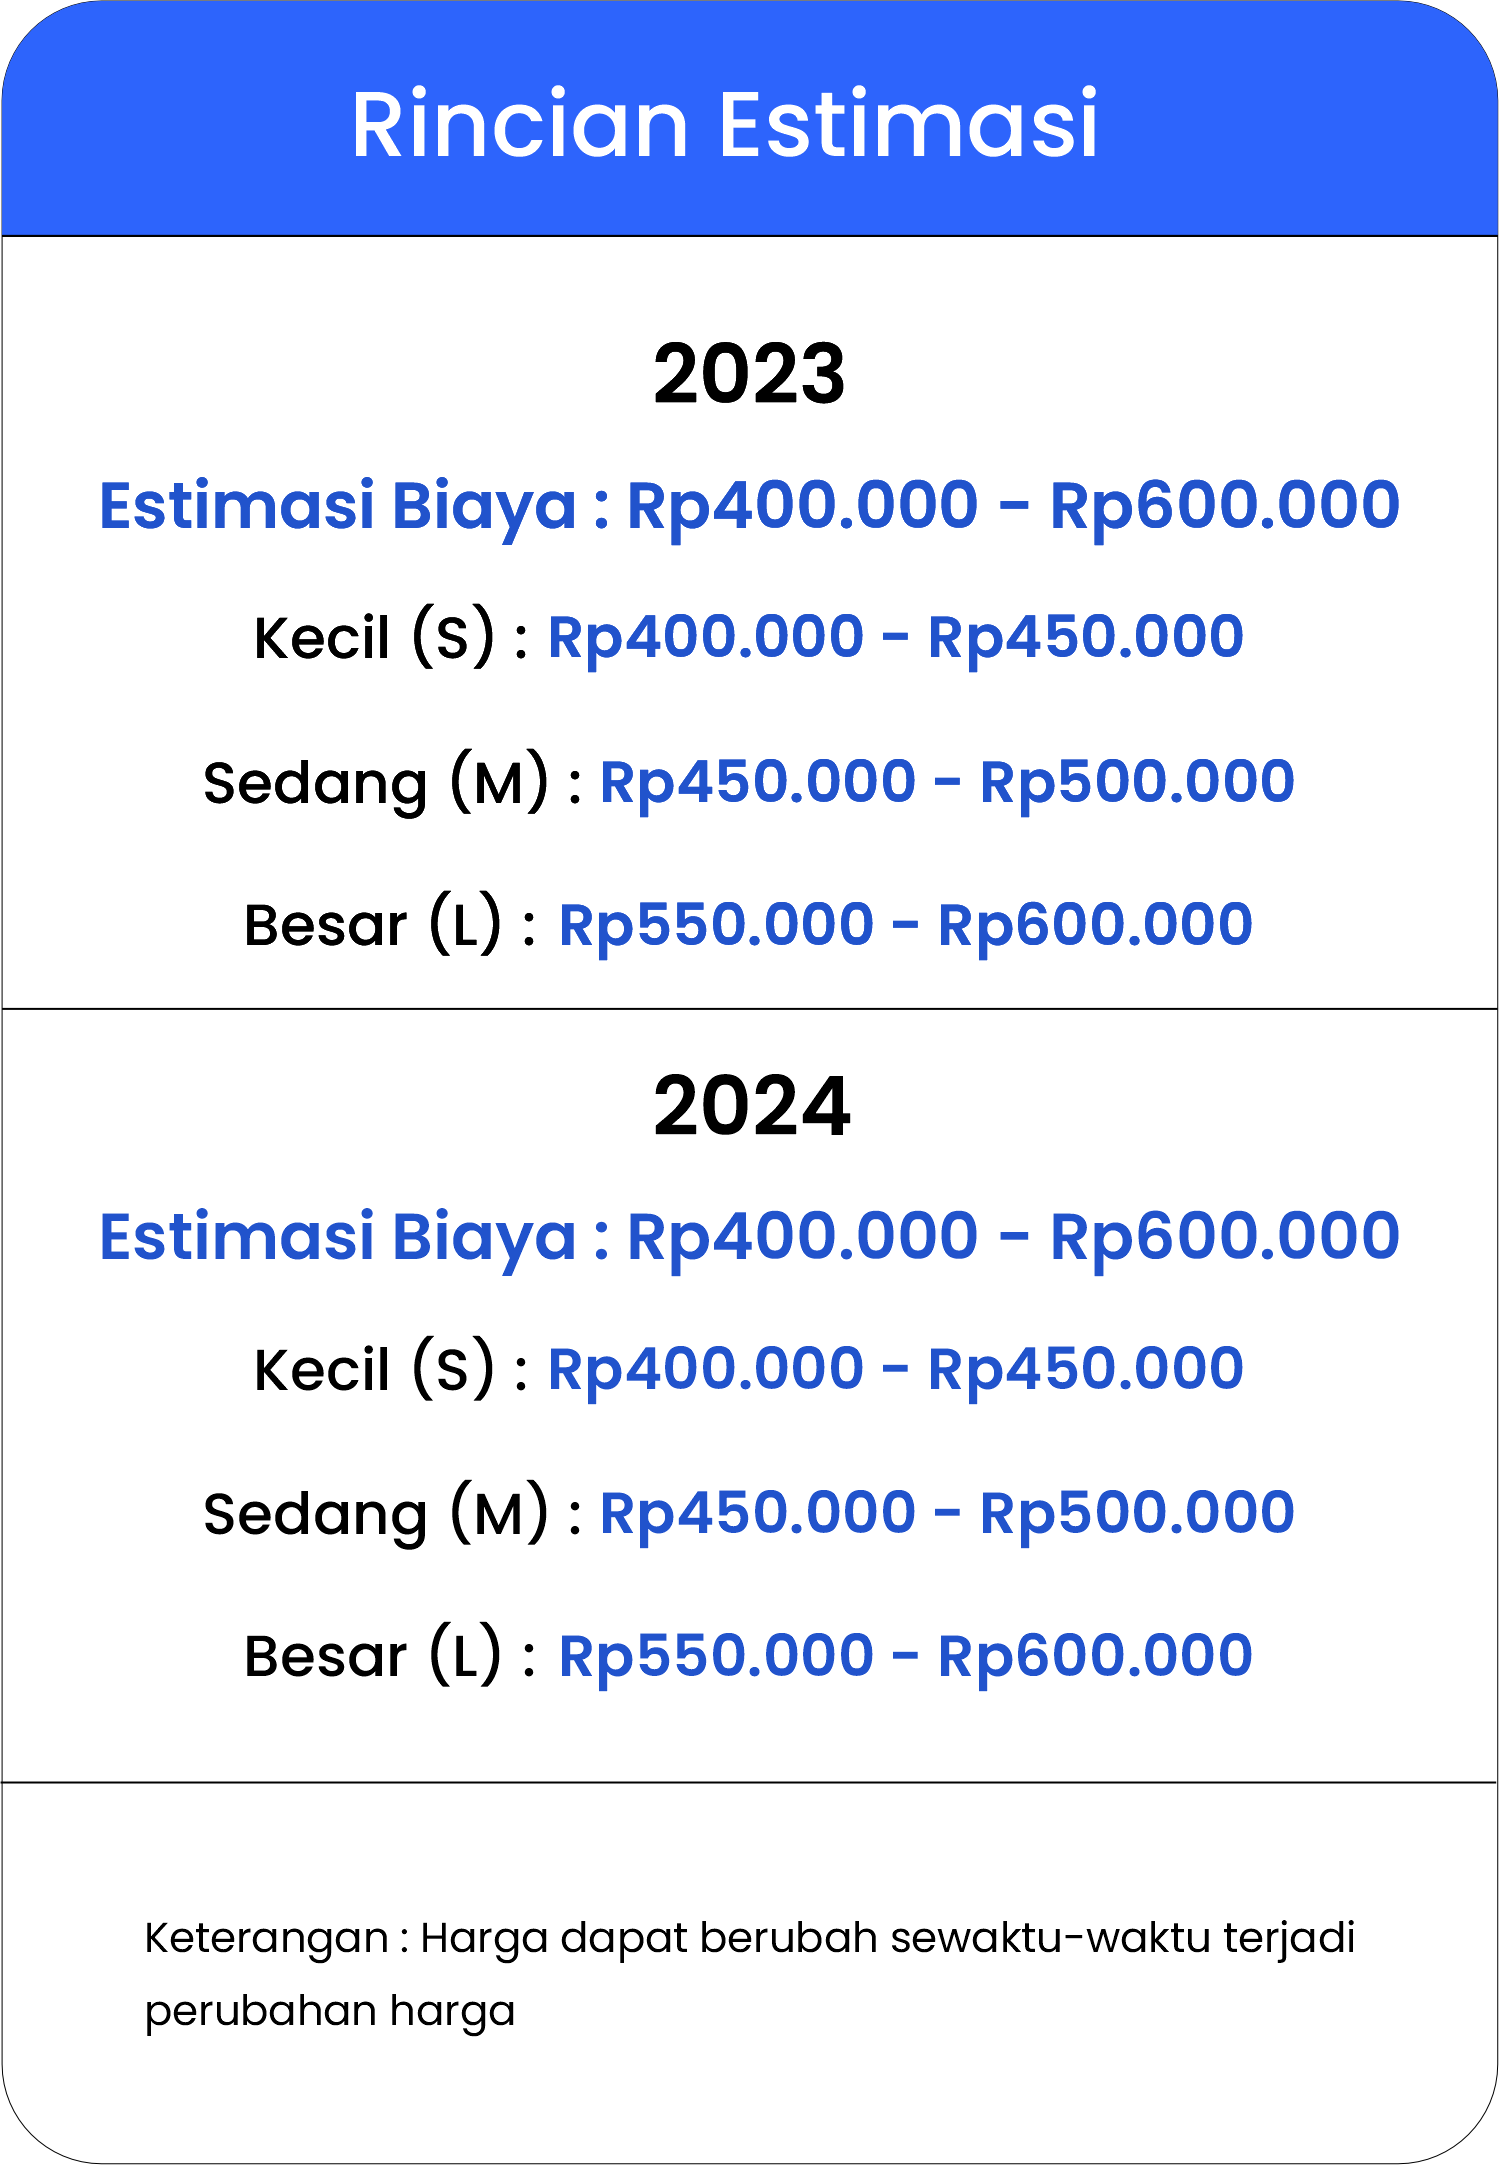 Rincian Estimasi
2023
Estimasi Biaya : Rp400.000 - Rp600.000
Kecil (S) : Rp400.000 - Rp450.000
Sedang (M) : Rp450.000 - Rp500.000
Besar (L) : Rp550.000 - Rp600.000
2024
Estimasi Biaya : Rp400.000 - Rp600.000
Kecil (S) : Rp400.000 - Rp450.000
Sedang (M) : Rp450.000 - Rp500.000
Besar (L) : Rp550.000 - Rp600.000
Keterangan : Harga dapat berubah sewaktu-waktu terjadi
perubahan harga